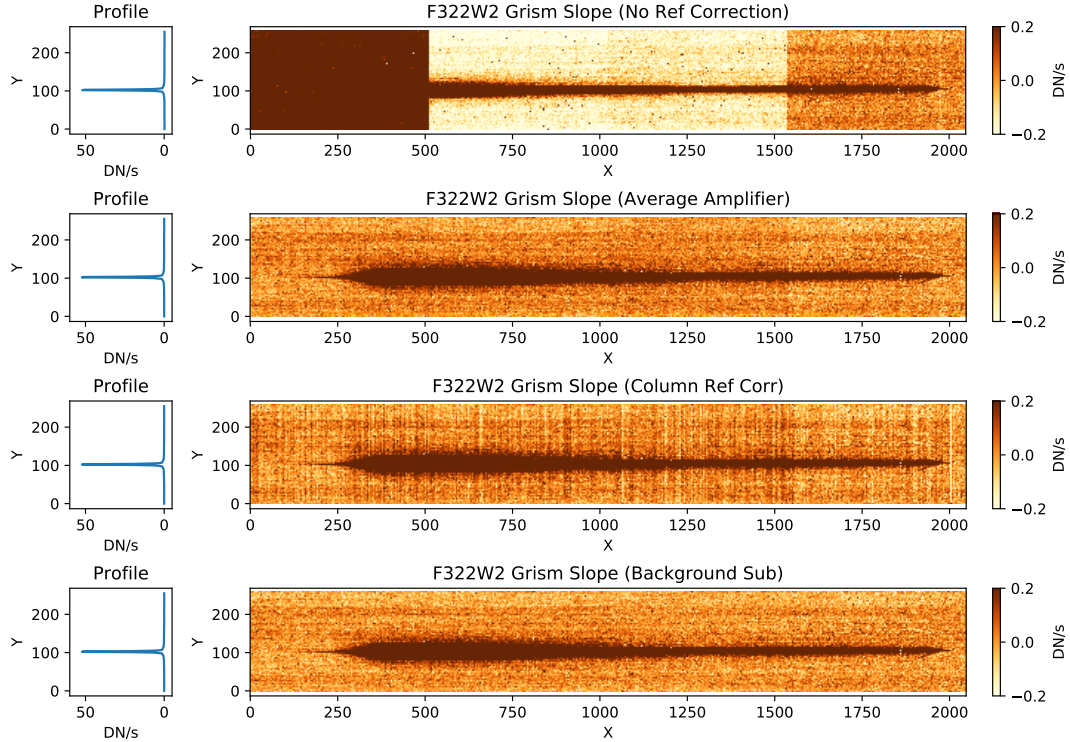 Profile
F322W2 Grism Slope (No Ref Correction)
Y
200
100
0
50
0
DN/s
Y
200
100
0
0
250
500
750
1000
1250
1500
1750
2000
X
0.2
0.0
−0.2
DN/s
Profile
F322W2 Grism Slope (Average Amplifier)
Y
200
100
0
50
0
DN/s
Y
200
100
0
0
250
500
750
1000
1250
1500
1750
2000
X
0.2
0.0
−0.2
DN/s
Profile
F322W2 Grism Slope (Column Ref Corr)
Y
200
100
0
50
0
DN/s
Y
200
100
0
0
250
500
750
1000
1250
1500
1750
2000
X
0.2
0.0
−0.2
DN/s
Profile
F322W2 Grism Slope (Background Sub)
Y
200
100
0
50
0
DN/s
Y
200
100
0
0
250
500
750
1000
1250
1500
1750
2000
X
0.2
0.0
−0.2
DN/s